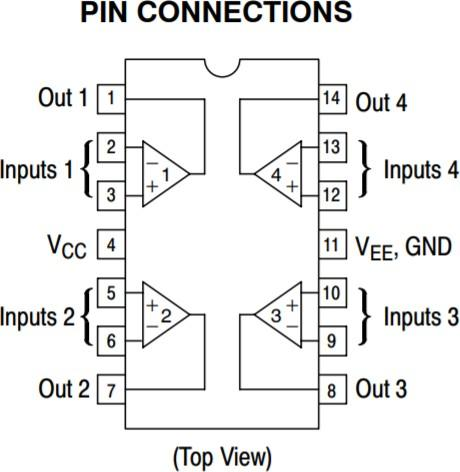 PIN CONNECTIONS
Out 1 1 14 Out 4
2 13
Inputs 1 − 1 4 − Inputs 4
3 + + 12
VCC 4 11 VEE, GND
5 + + 10
Inputs 2 2 3 Inputs 3
6 − − 9
Out 2 7 8 Out 3
(Top View)